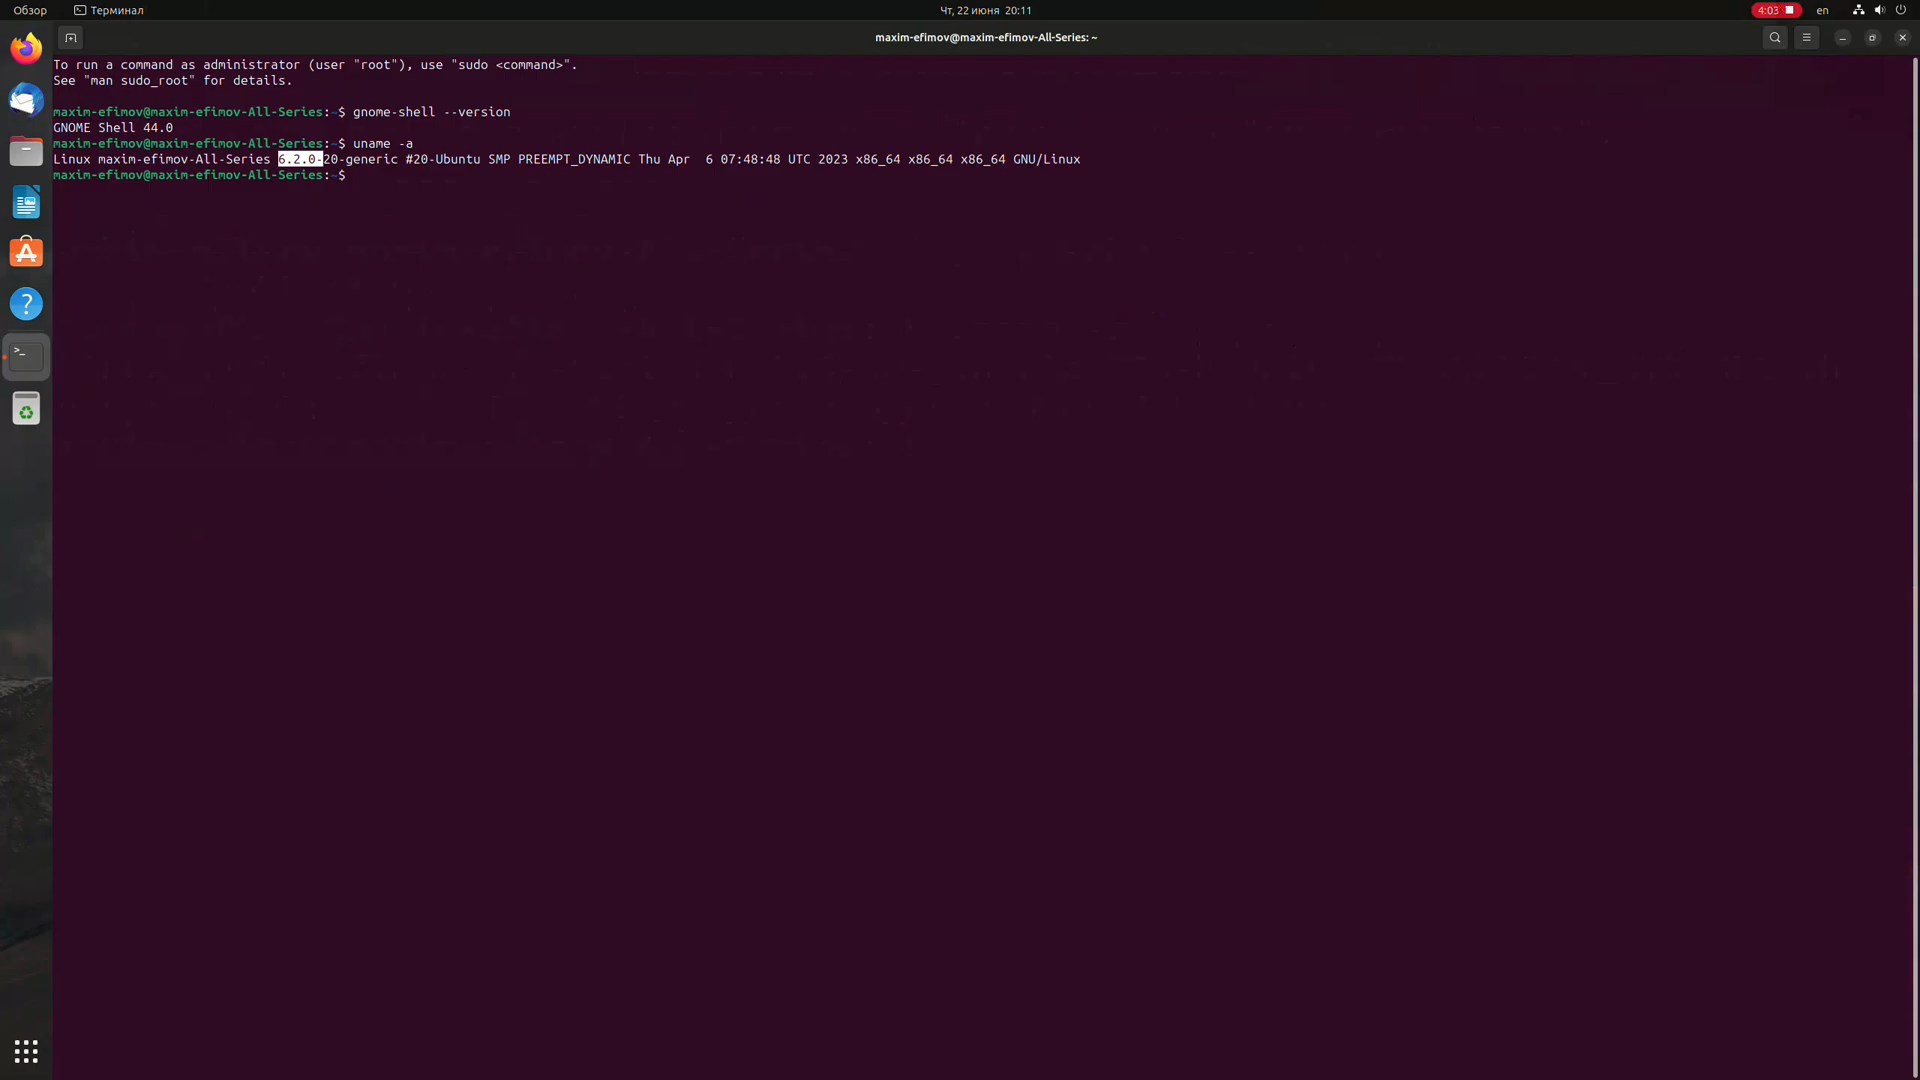 Обзор
Терминал
Чт, 22 июня 20:11
4:03
en
maxim-efimov@maxim-efimov-All-Series: ~
To run a command as administrator (user "root"), use "sudo <command>".
See "man sudo_root" for details.
maxim-efimov@maxim-efimov-All-Series:~$ gnome-shell --version
GNOME Shell 44.0
maxim-efimov@maxim-efimov-All-Series:~$ uname -a
Linux maxim-efimov-All-Series 6.2.0-20-generic #20-Ubuntu SMP PREEMPT_DYNAMIC Thu Apr  6 07:48:48 UTC 2023 x86_64 x86_64 x86_64 GNU/Linux
maxim-efimov@maxim-efimov-All-Series:~$